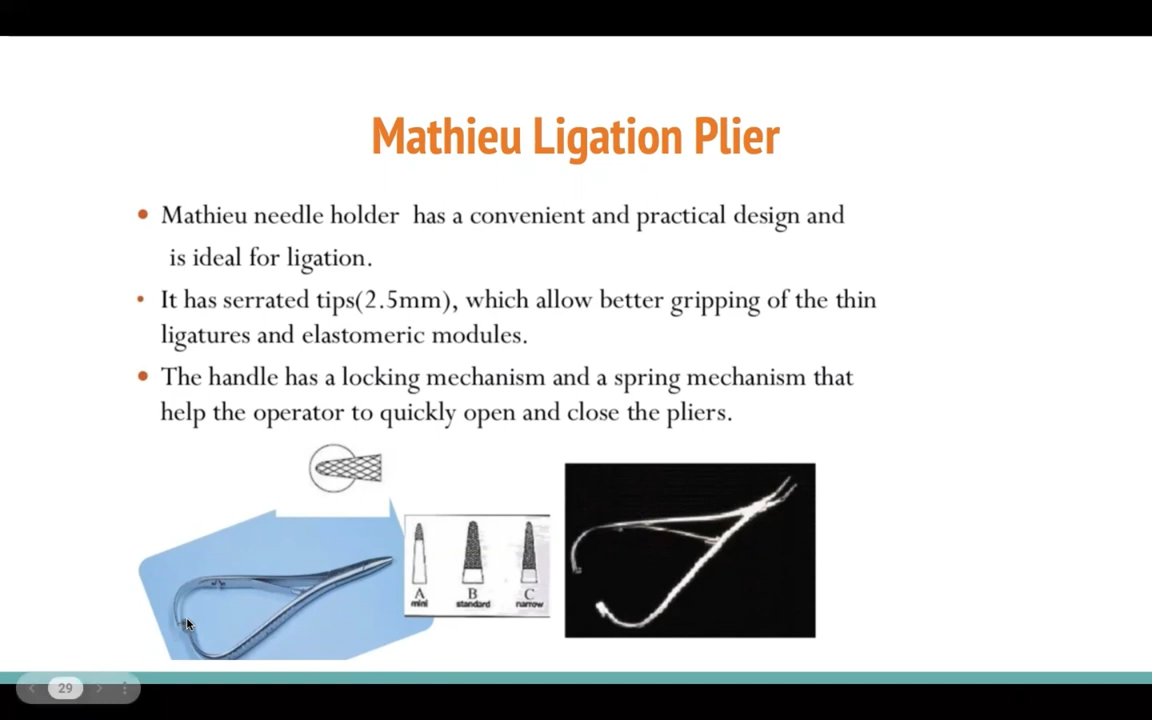 Mathieu Ligation Plier
• Mathieu needle holder has a convenient and practical design and
is ideal for ligation.
• It has serrated tips(2.5mm), which allow better gripping of the thin
ligatures and elastomeric modules.
• The handle has a locking mechanism and a spring mechanism that
help the operator to quickly open and close the pliers.
A B C
mini standard narrow
29